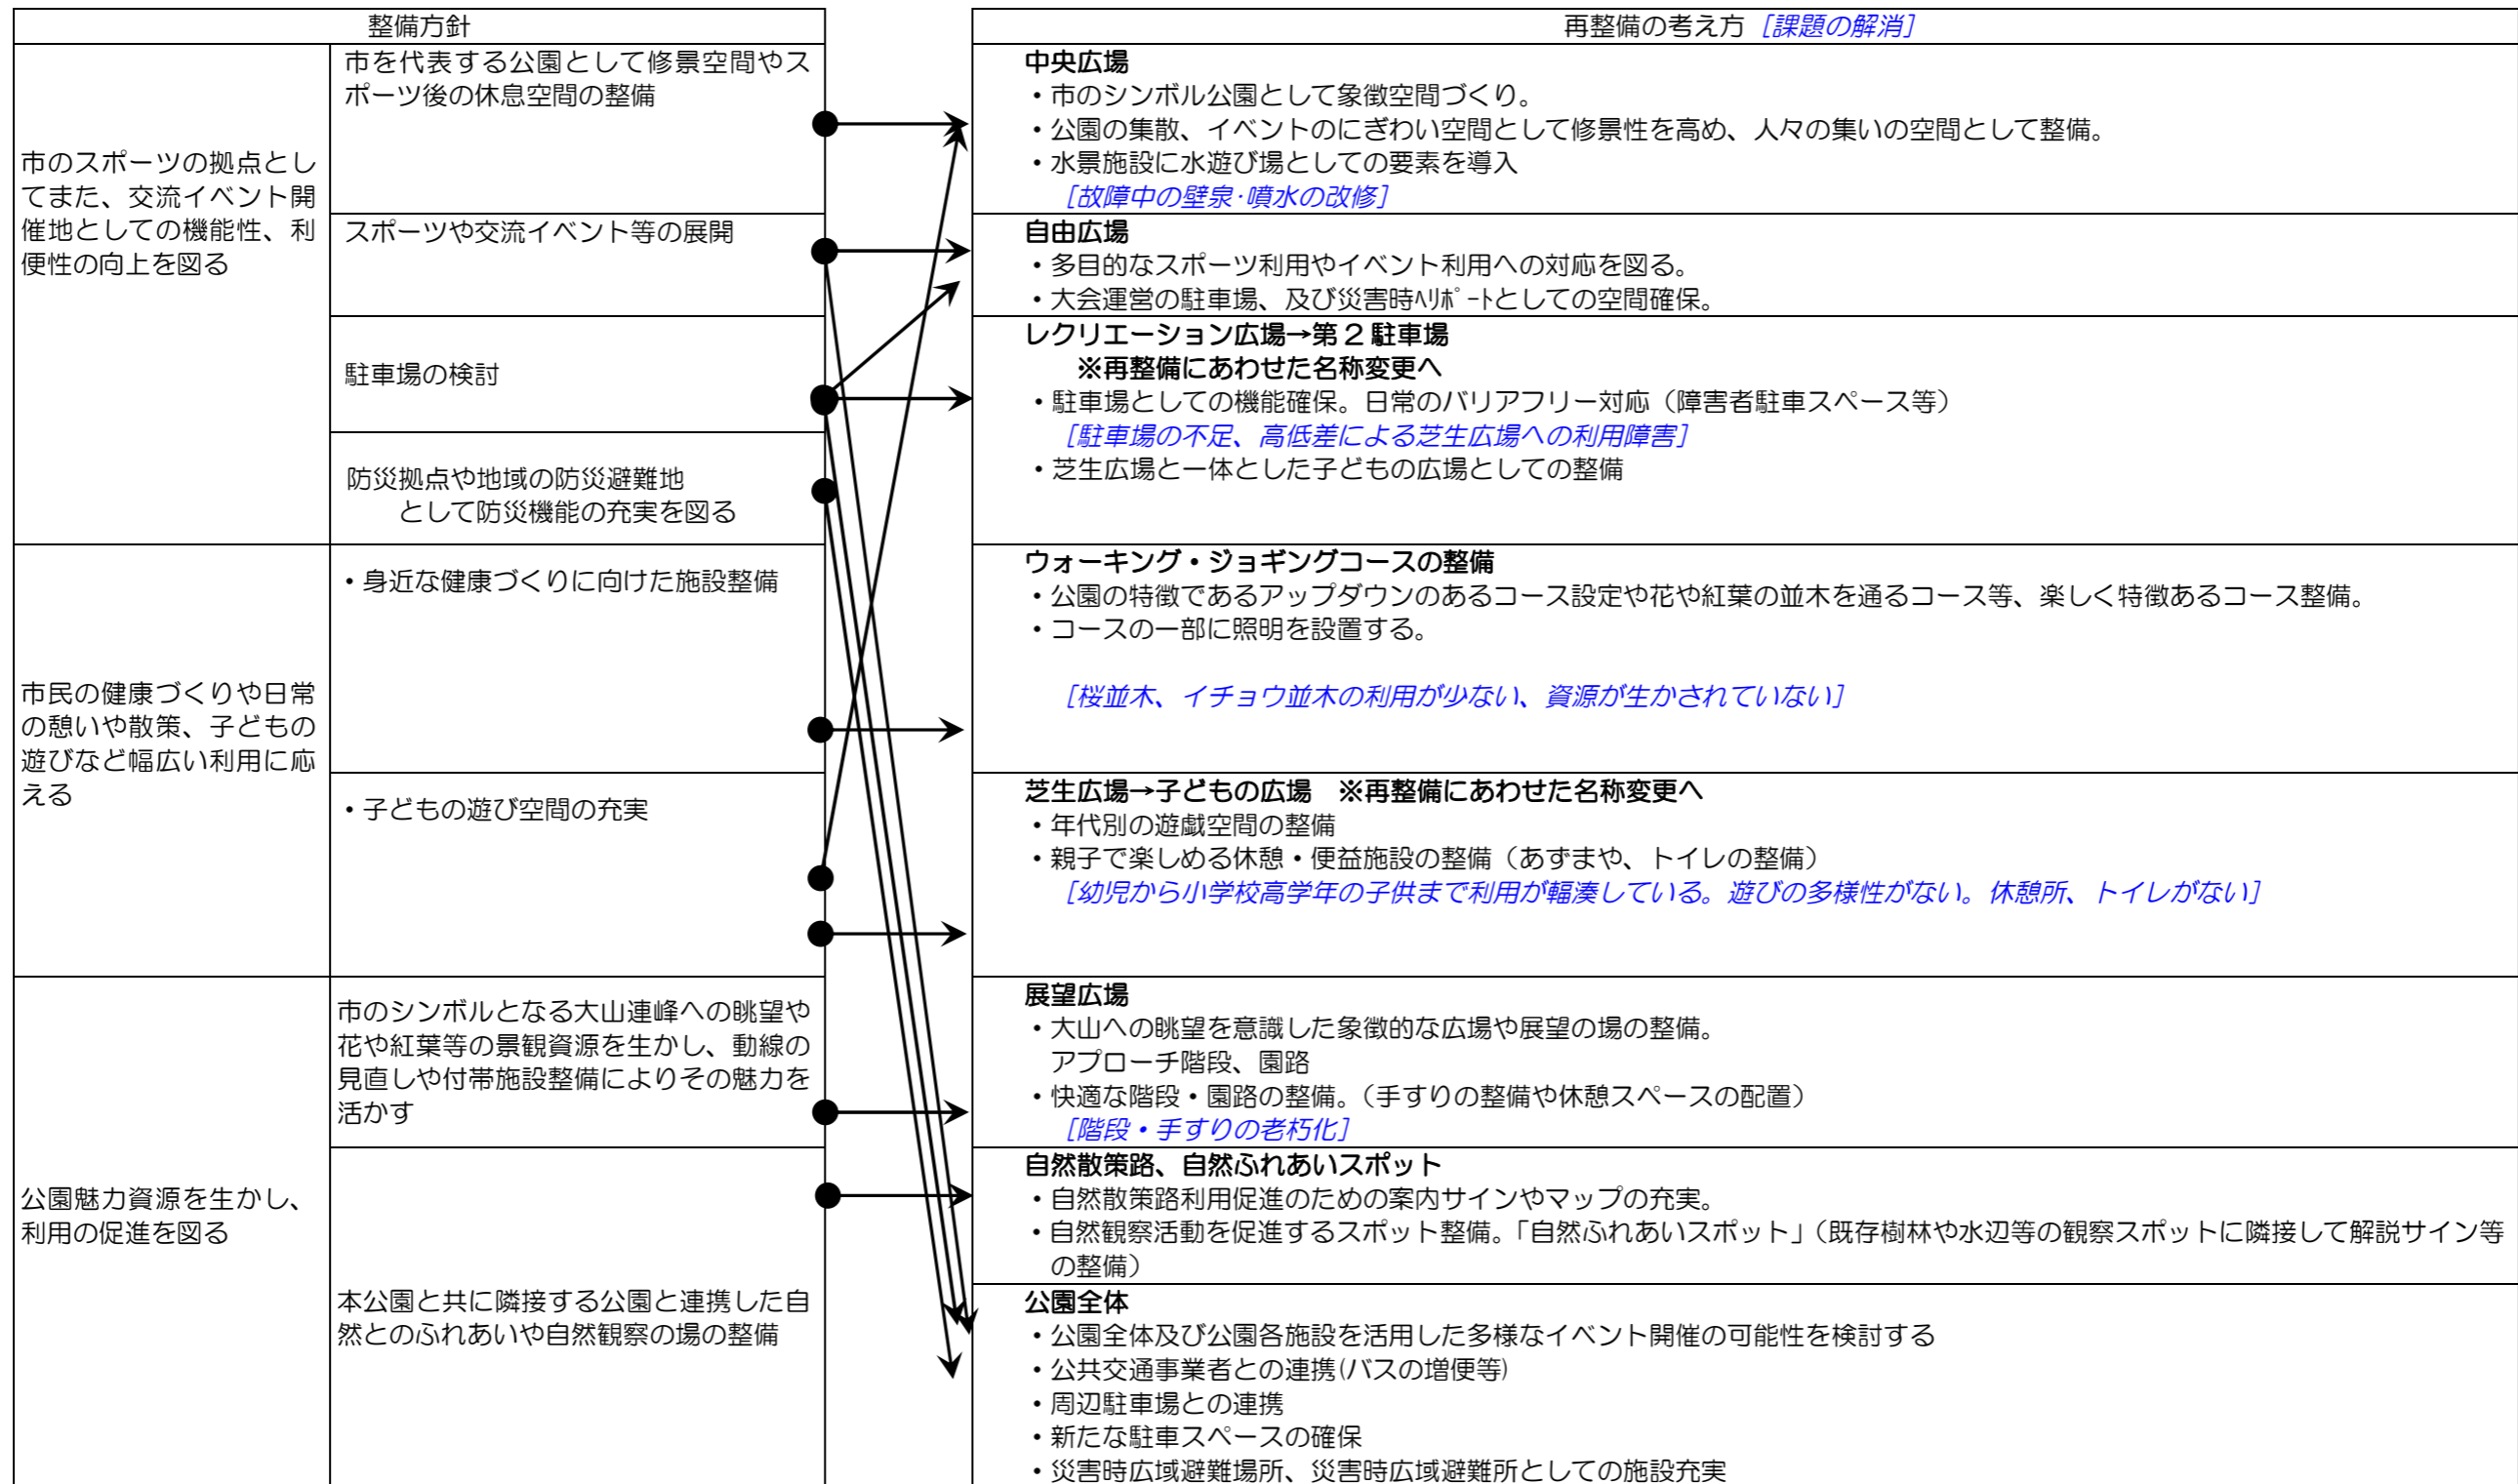 整備方針
市のスポーツの拠点とし
てまた、交流イベント開
催地としての機能性、利
便性の向上を図る
市を代表する公園として修景空間やス
ポーツ後の休息空間の整備
スポーツや交流イベント等の展開
駐車場の検討
防災拠点や地域の防災避難地
として防災機能の充実を図る
市民の健康づくりや日常
の憩いや散策、子どもの
遊びなど幅広い利用に応
える
・身近な健康づくりに向けた施設整備
・子どもの遊び空間の充実
公園魅力資源を生かし、
利用の促進を図る
市のシンボルとなる大山連峰への眺望や
花や紅葉等の景観資源を生かし、動線の
見直しや付帯施設整備によりその魅力を
活かす
本公園と共に隣接する公園と連携した自
然とのふれあいや自然観察の場の整備
再整備の考え方 [課題の解消]
中央広場
・市のシンボル公園として象徴空間づくり。
・公園の集散、イベントのにぎわい空間として修景性を高め、人々の集いの空間として整備。
・水景施設に水遊び場としての要素を導入
[故障中の壁泉・噴水の改修]
自由広場
・多目的なスポーツ利用やイベント利用への対応を図る。
・大会運営の駐車場、及び災害時ﾍﾘﾎﾟｰﾄとしての空間確保。
レクリエーション広場→第２駐車場
※再整備にあわせた名称変更へ
・駐車場としての機能確保。日常のバリアフリー対応（障害者駐車スペース等）
[駐車場の不足、高低差による芝生広場への利用障害]
・芝生広場と一体とした子どもの広場としての整備
ウォーキング・ジョギングコースの整備
・公園の特徴であるアップダウンのあるコース設定や花や紅葉の並木を通るコース等、楽しく特徴あるコース整備。
・コースの一部に照明を設置する。
[桜並木、イチョウ並木の利用が少ない、資源が生かされていない]
芝生広場→子どもの広場　※再整備にあわせた名称変更へ
・年代別の遊戯空間の整備
・親子で楽しめる休憩・便益施設の整備（あずまや、トイレの整備）
[幼児から小学校高学年の子供まで利用が輻湊している。遊びの多様性がない。休憩所、トイレがない]
展望広場
・大山への眺望を意識した象徴的な広場や展望の場の整備。
アプローチ階段、園路
・快適な階段・園路の整備。（手すりの整備や休憩スペースの配置）
[階段・手すりの老朽化]
自然散策路、自然ふれあいスポット
・自然散策路利用促進のための案内サインやマップの充実。
・自然観察活動を促進するスポット整備。「自然ふれあいスポット」（既存樹林や水辺等の観察スポットに隣接して解説サイン等
の整備）
公園全体
・公園全体及び公園各施設を活用した多様なイベント開催の可能性を検討する
・公共交通事業者との連携(バスの増便等)
・周辺駐車場との連携
・新たな駐車スペースの確保
・災害時広域避難場所、災害時広域避難所としての施設充実